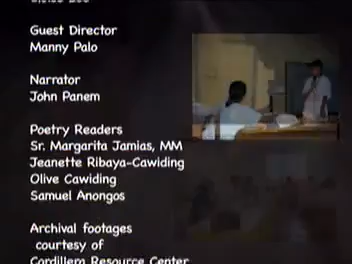 Guest Director
Manny Palo
Narrator
John Panem
Poetry Readers
Sr. Margarita Jamias, MM
Jeanette Ribaya-Cawiding
Olive Cawiding
Samuel Anongos
Archival footages
courtesy of
Cordillera Resource Center